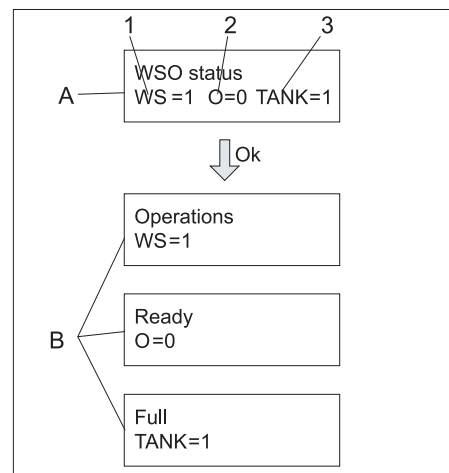 1 2 3
WSO status
A
WS =1 O=0 TANK=1
Ok
Operations
WS=1
Ready
O=0
B
Full
TANK=1